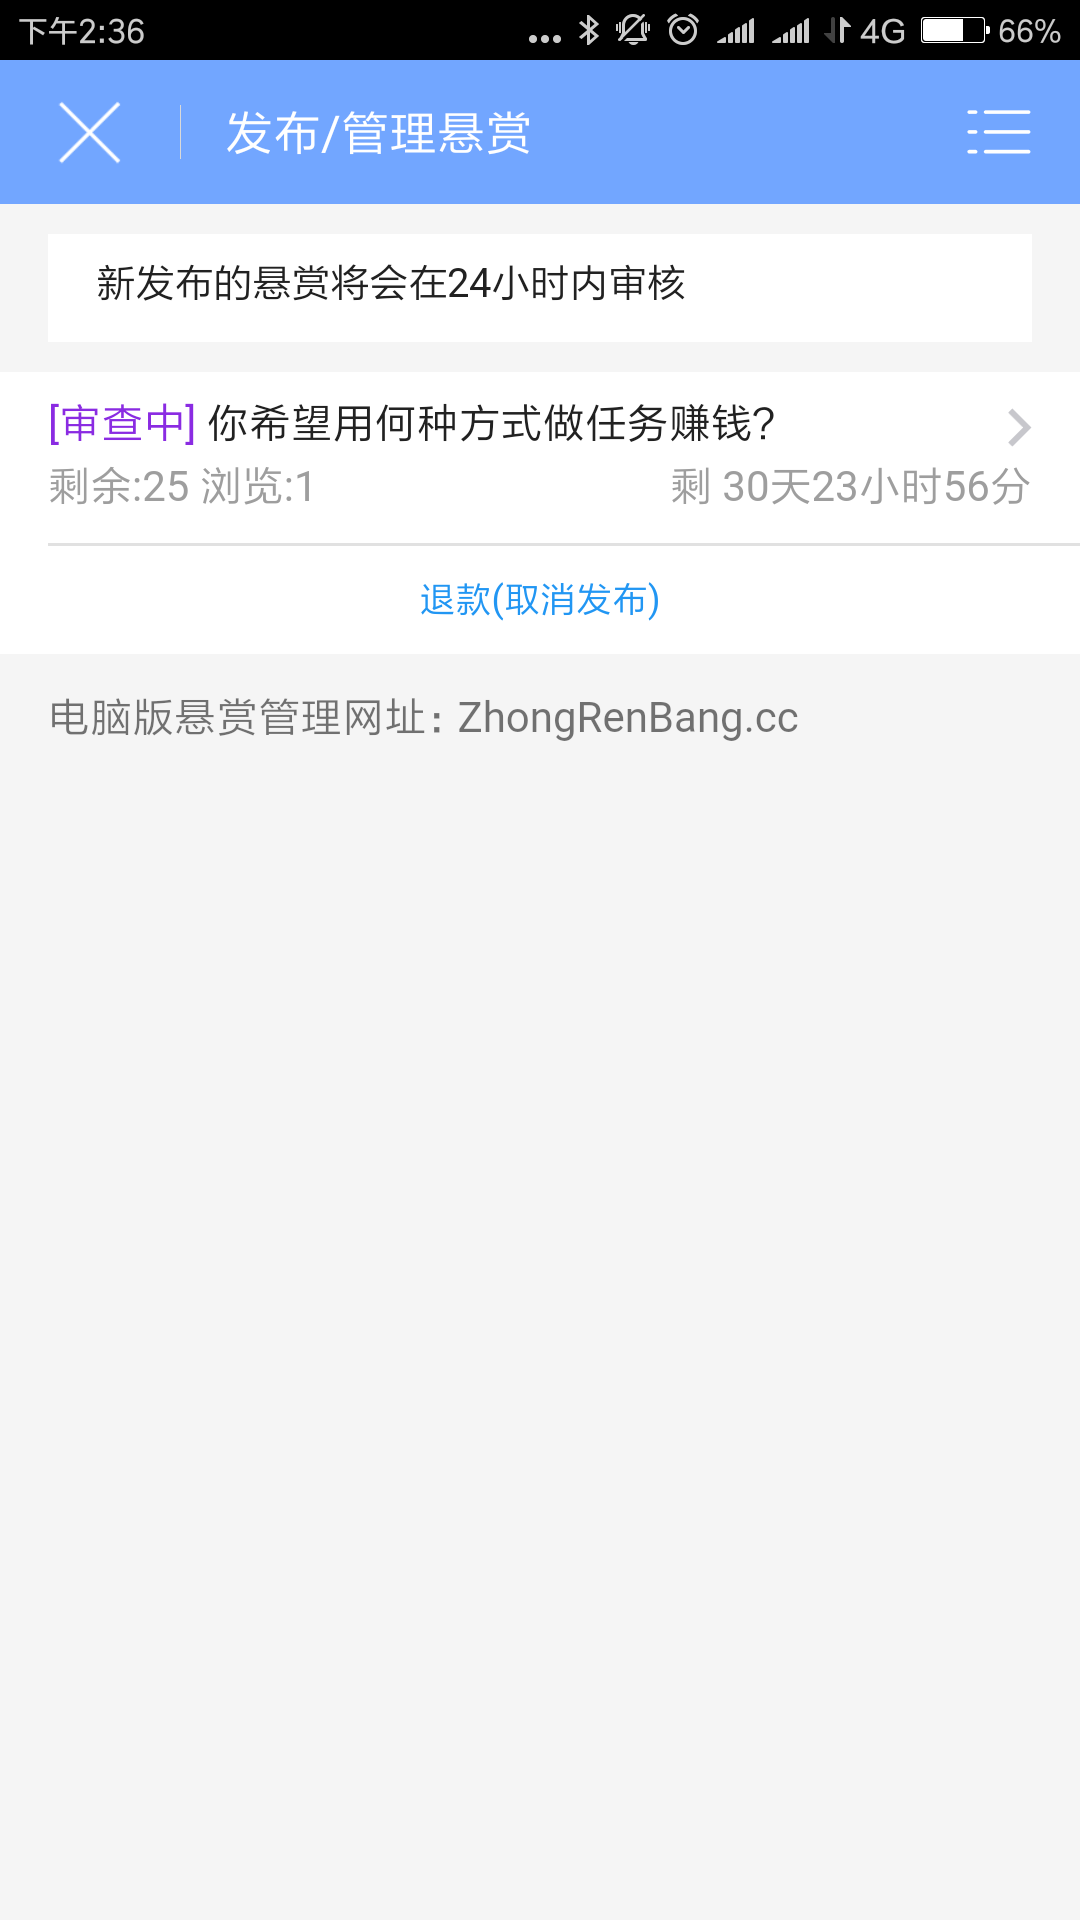 下午2:36 ... 4G 66%
发布/管理悬赏
新发布的悬赏将会在24小时内审核
[审查中] 你希望用何种方式做任务赚钱?
剩余:25 浏览:1 剩 30天23小时56分
退款(取消发布)
电脑版悬赏管理网址：ZhongRenBang.cc